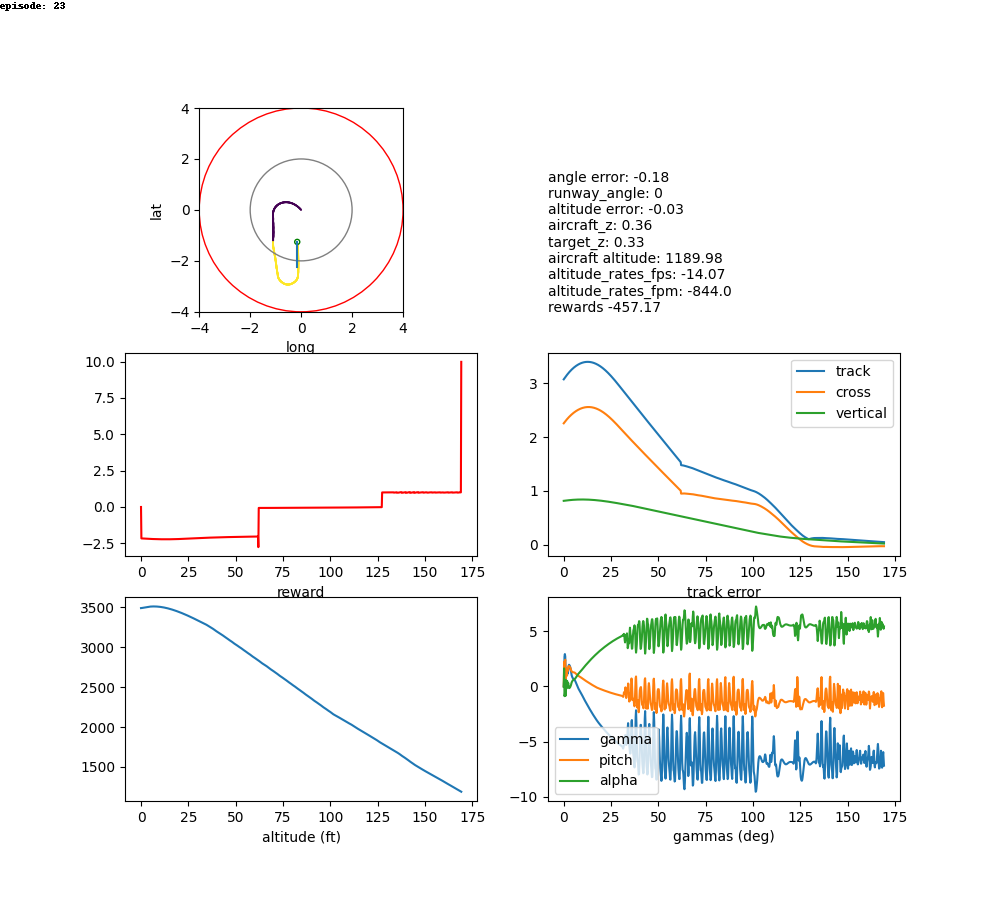 episode: 23
4
2
0
−2
−4
lat
−4 −2 0 2 4
long
angle error: -0.18
runway_angle: 0
altitude error: -0.03
aircraft_z: 0.36
target_z: 0.33
aircraft altitude: 1189.98
altitude_rates_fps: -14.07
altitude_rates_fpm: -844.0
rewards -457.17
10.0
7.5
5.0
2.5
0.0
−2.5
0 25 50 75 100 125 150 175
reward
3
2
1
0
track
cross
vertical
0 25 50 75 100 125 150 175
track error
3500
3000
2500
2000
1500
0 25 50 75 100 125 150 175
altitude (ft)
5
0
−5
−10
gamma
pitch
alpha
0 25 50 75 100 125 150 175
gammas (deg)